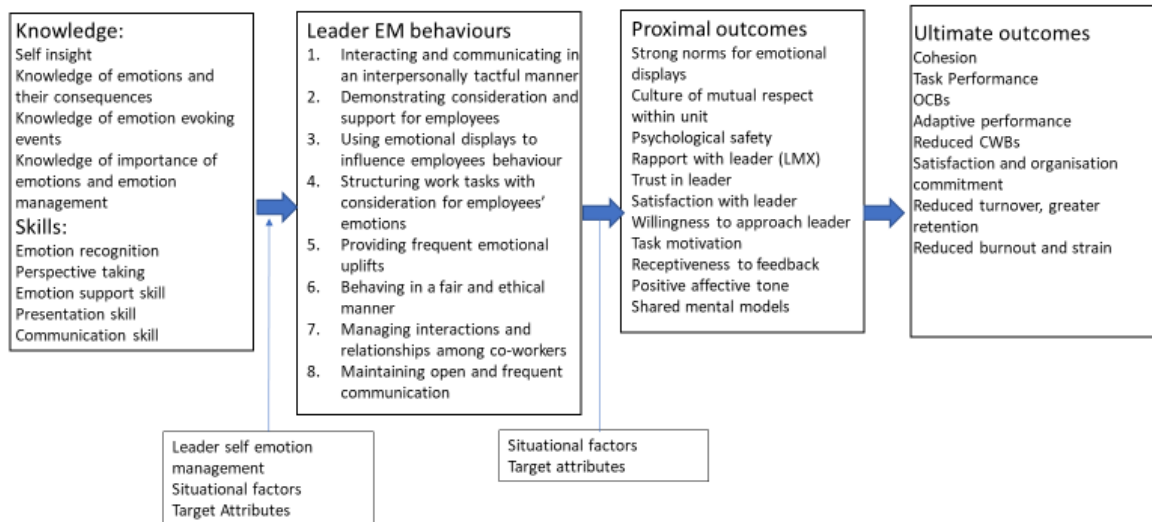 Knowledge:
Self insight
Knowledge of emotions and
their consequences
Knowledge of emotion evoking
events
Knowledge of importance of
emotions and emotion
management
Skills:
Emotion recognition
Perspective taking
Emotion support skill
Presentation skill
Communication skill
Leader EM behaviours
1. Interacting and communicating in
an interpersonally tactful manner
2. Demonstrating consideration and
support for employees
3. Using emotional displays to
influence employees behaviour
4. Structuring work tasks with
consideration for employees’
emotions
5. Providing frequent emotional
uplifts
6. Behaving in a fair and ethical
manner
7. Managing interactions and
relationships among co-workers
8. Maintaining open and frequent
communication
Proximal outcomes
Strong norms for emotional
displays
Culture of mutual respect
within unit
Psychological safety
Rapport with leader (LMX)
Trust in leader
Satisfaction with leader
Willingness to approach leader
Task motivation
Receptiveness to feedback
Positive affective tone
Shared mental models
Ultimate outcomes
Cohesion
Task Performance
OCBs
Adaptive performance
Reduced CWBs
Satisfaction and organisation
commitment
Reduced turnover, greater
retention
Reduced burnout and strain
Leader self emotion
management
Situational factors
Target Attributes
Situational factors
Target attributes